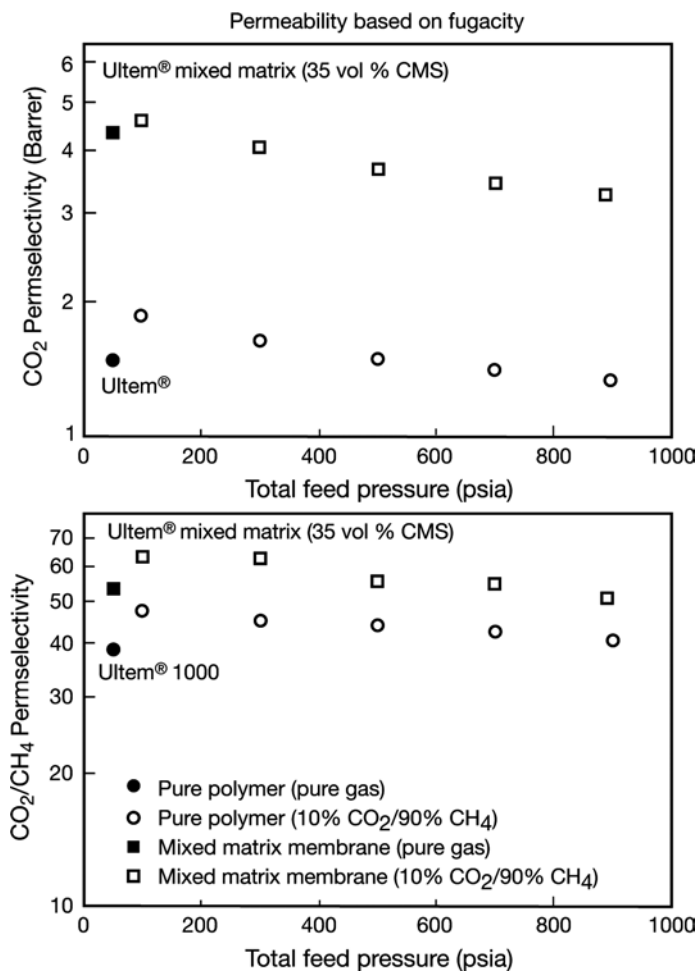 Permeability based on fugacity
Ultem® mixed matrix (35 vol % CMS)
CO₂ Permselectivity (Barrer)
6
5
4
3
2
1
Ultem®
0 200 400 600 800 1000
Total feed pressure (psia)
Ultem® mixed matrix (35 vol % CMS)
CO₂/CH₄ Permselectivity
70
60
50
40
30
20
10
Ultem® 1000
Pure polymer (pure gas)
Pure polymer (10% CO₂/90% CH₄)
Mixed matrix membrane (pure gas)
Mixed matrix membrane (10% CO₂/90% CH₄)
0 200 400 600 800 1000
Total feed pressure (psia)